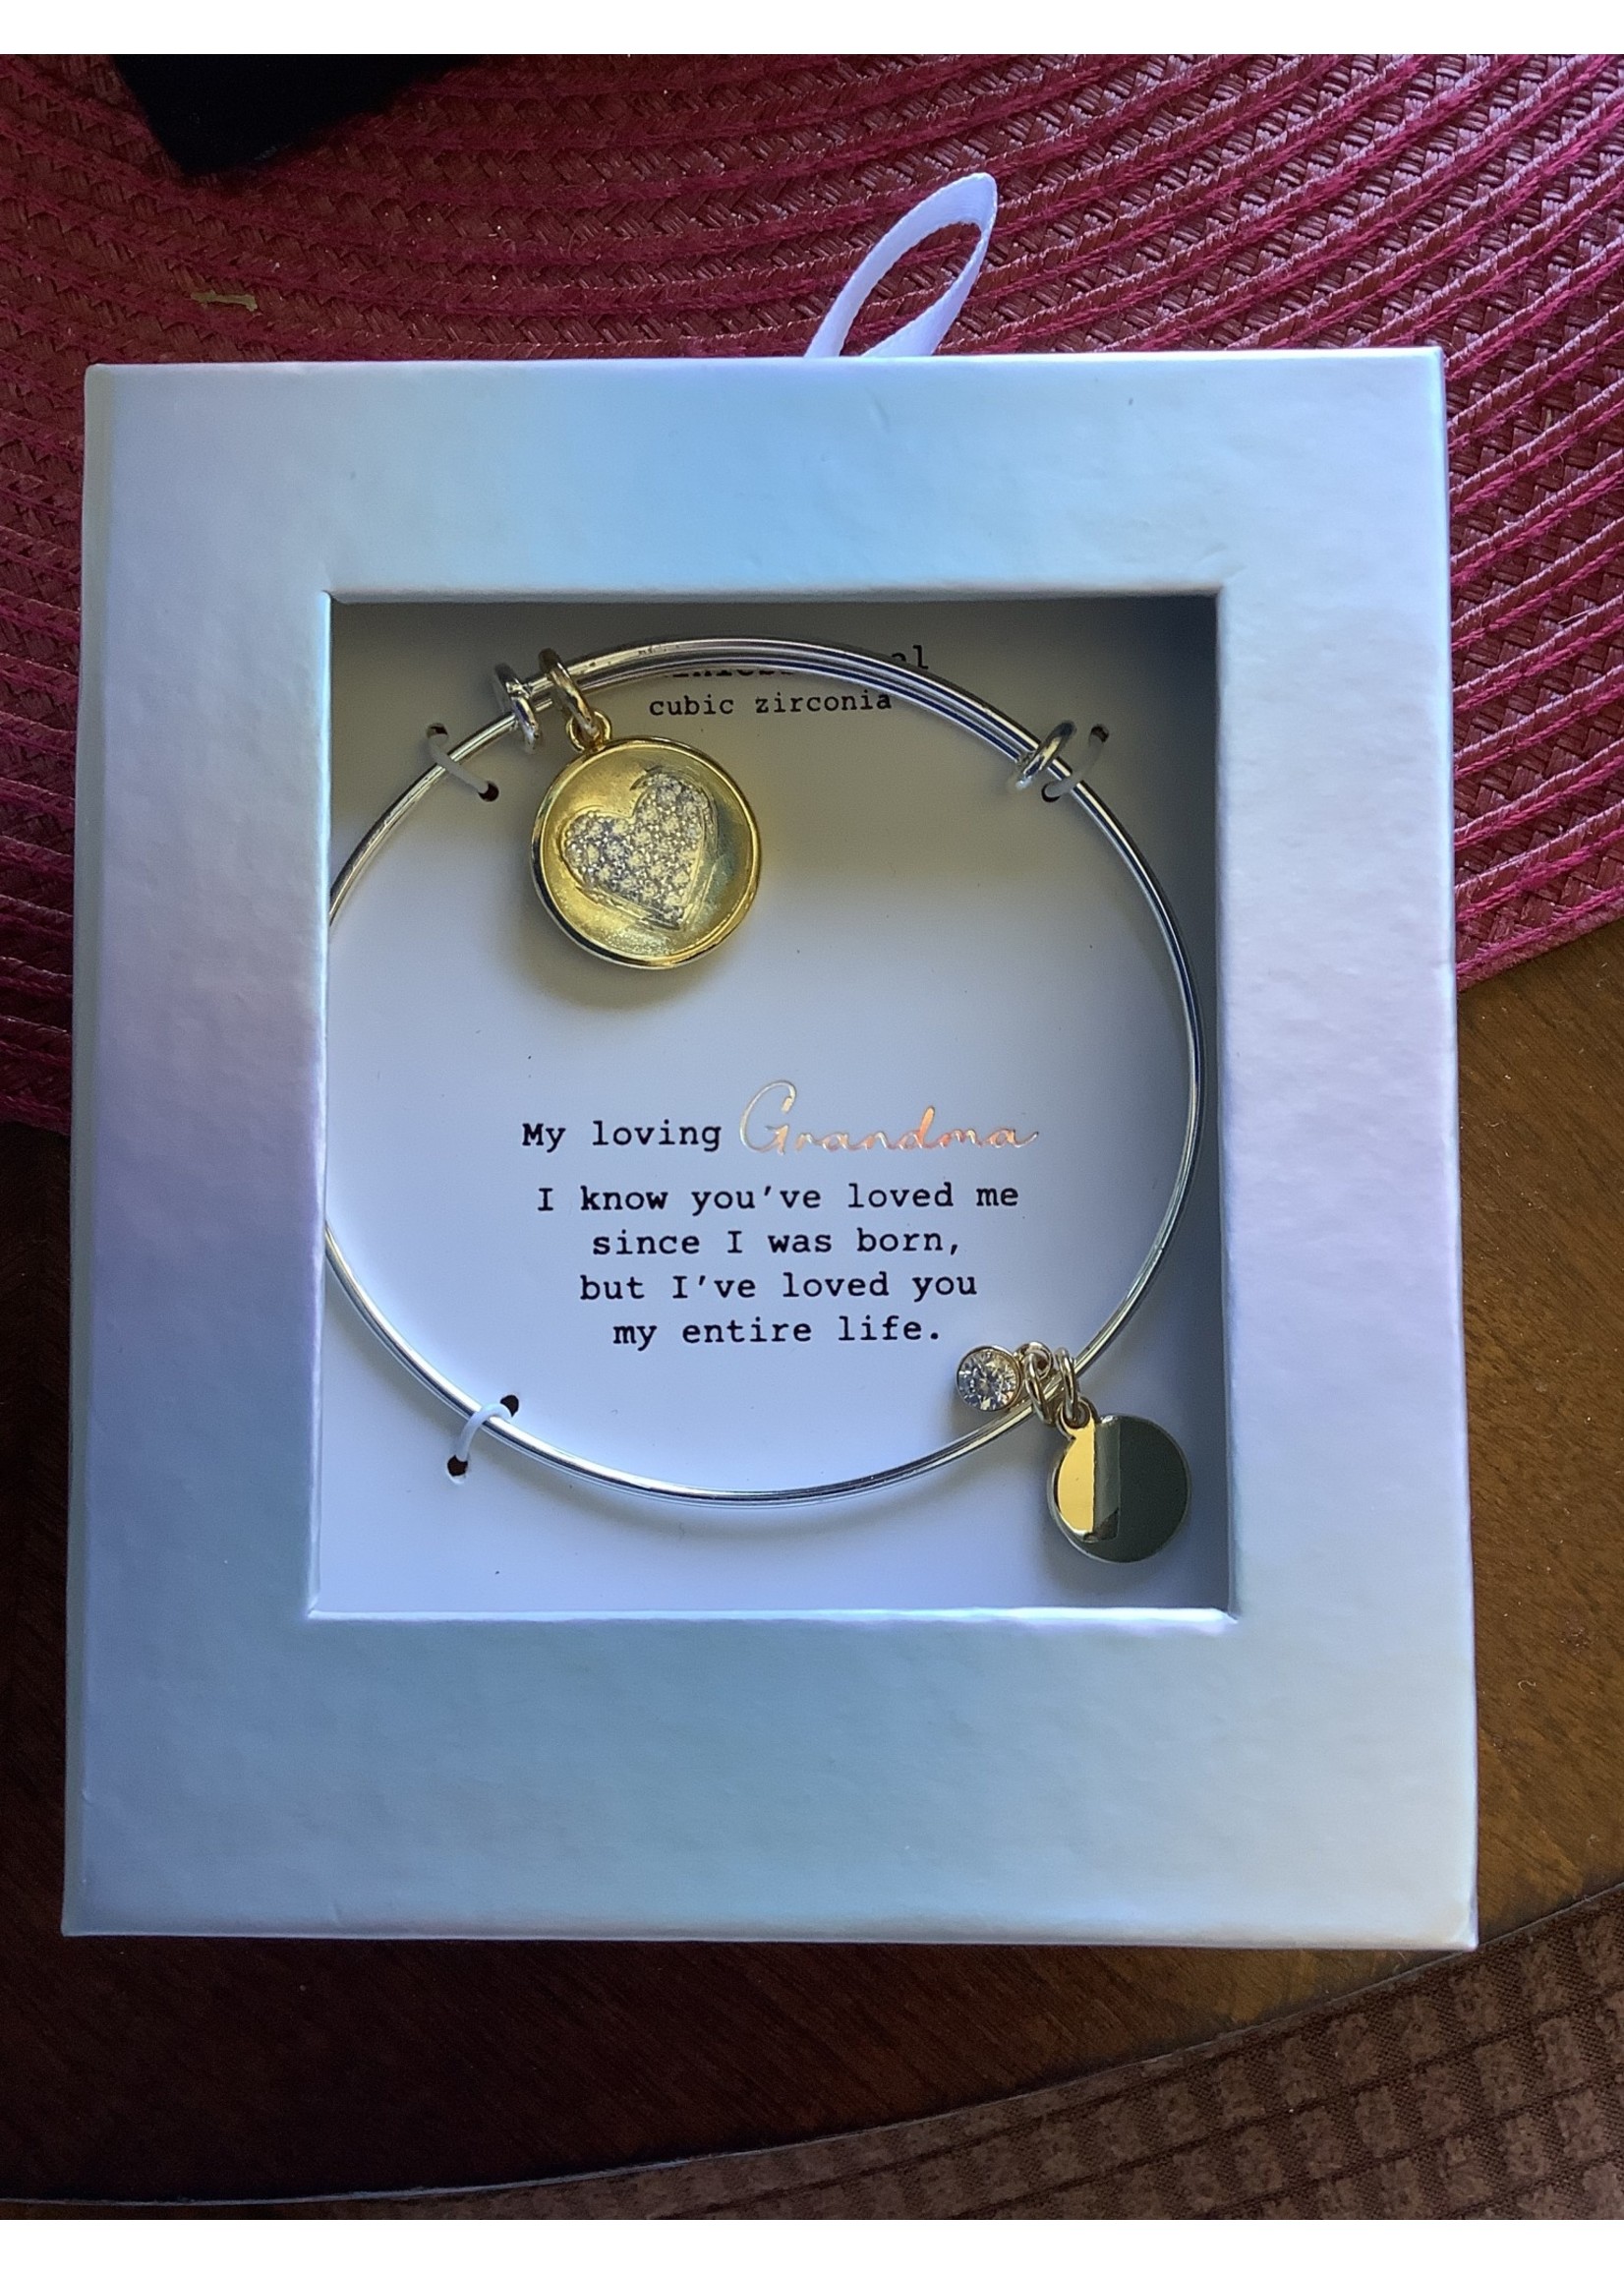 cubic zirconia
My loving Grandma
I know you've loved me
since I was born,
but I've loved you
my entire life.